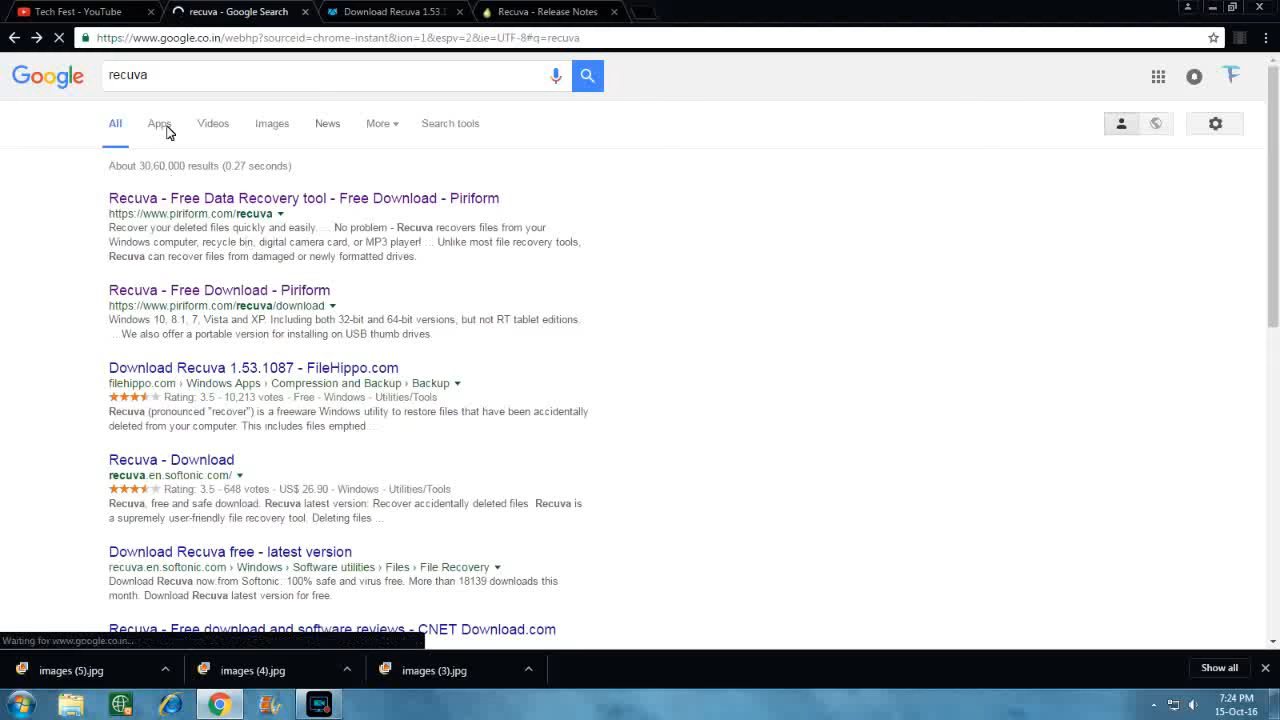 Tech Fest - YouTube
recuva - Google Search
Download Recuva 1.53.1
Recuva - Release Notes
https://www.google.co.in/webhp?sourceid=chrome-instant&ion=1&espv=2&ie=UTF-8#q=recuva
Google
recuva
All Apps Videos Images News More Search tools
About 30,60,000 results (0.27 seconds)
Recuva - Free Data Recovery tool - Free Download - Piriform
https://www.piriform.com/recuva
Recover your deleted files quickly and easily. ... No problem - Recuva recovers files from your
Windows computer, recycle bin, digital camera card, or MP3 player! ... Unlike most file recovery tools,
Recuva can recover files from damaged or newly formatted drives.
Recuva - Free Download - Piriform
https://www.piriform.com/recuva/download
Windows 10, 8.1, 7, Vista and XP. Including both 32-bit and 64-bit versions, but not RT tablet editions.
... We also offer a portable version for installing on USB thumb drives.
Download Recuva 1.53.1087 - FileHippo.com
filehippo.com › Windows Apps › Compression and Backup › Backup
Rating: 3.5 - 10,213 votes - Free - Windows - Utilities/Tools
Recuva (pronounced "recover") is a freeware Windows utility to restore files that have been accidentally
deleted from your computer. This includes files emptied ...
Recuva - Download
recuva.en.softonic.com/
Rating: 3.5 - 648 votes - US$ 26.90 - Windows - Utilities/Tools
Recuva, free and safe download. Recuva latest version: Recover accidentally deleted files. Recuva is
a supremely user-friendly file recovery tool. Deleting files ...
Download Recuva free - latest version
recuva.en.softonic.com › Windows › Software utilities › Files › File Recovery
Download Recuva now from Softonic: 100% safe and virus free. More than 18139 downloads this
month. Download Recuva latest version for free.
Recuva - Free download and software reviews - CNET Download.com
Waiting for www.google.co.in...
images (5).jpg
images (4).jpg
images (3).jpg
Show all
7:24 PM
15-Oct-16